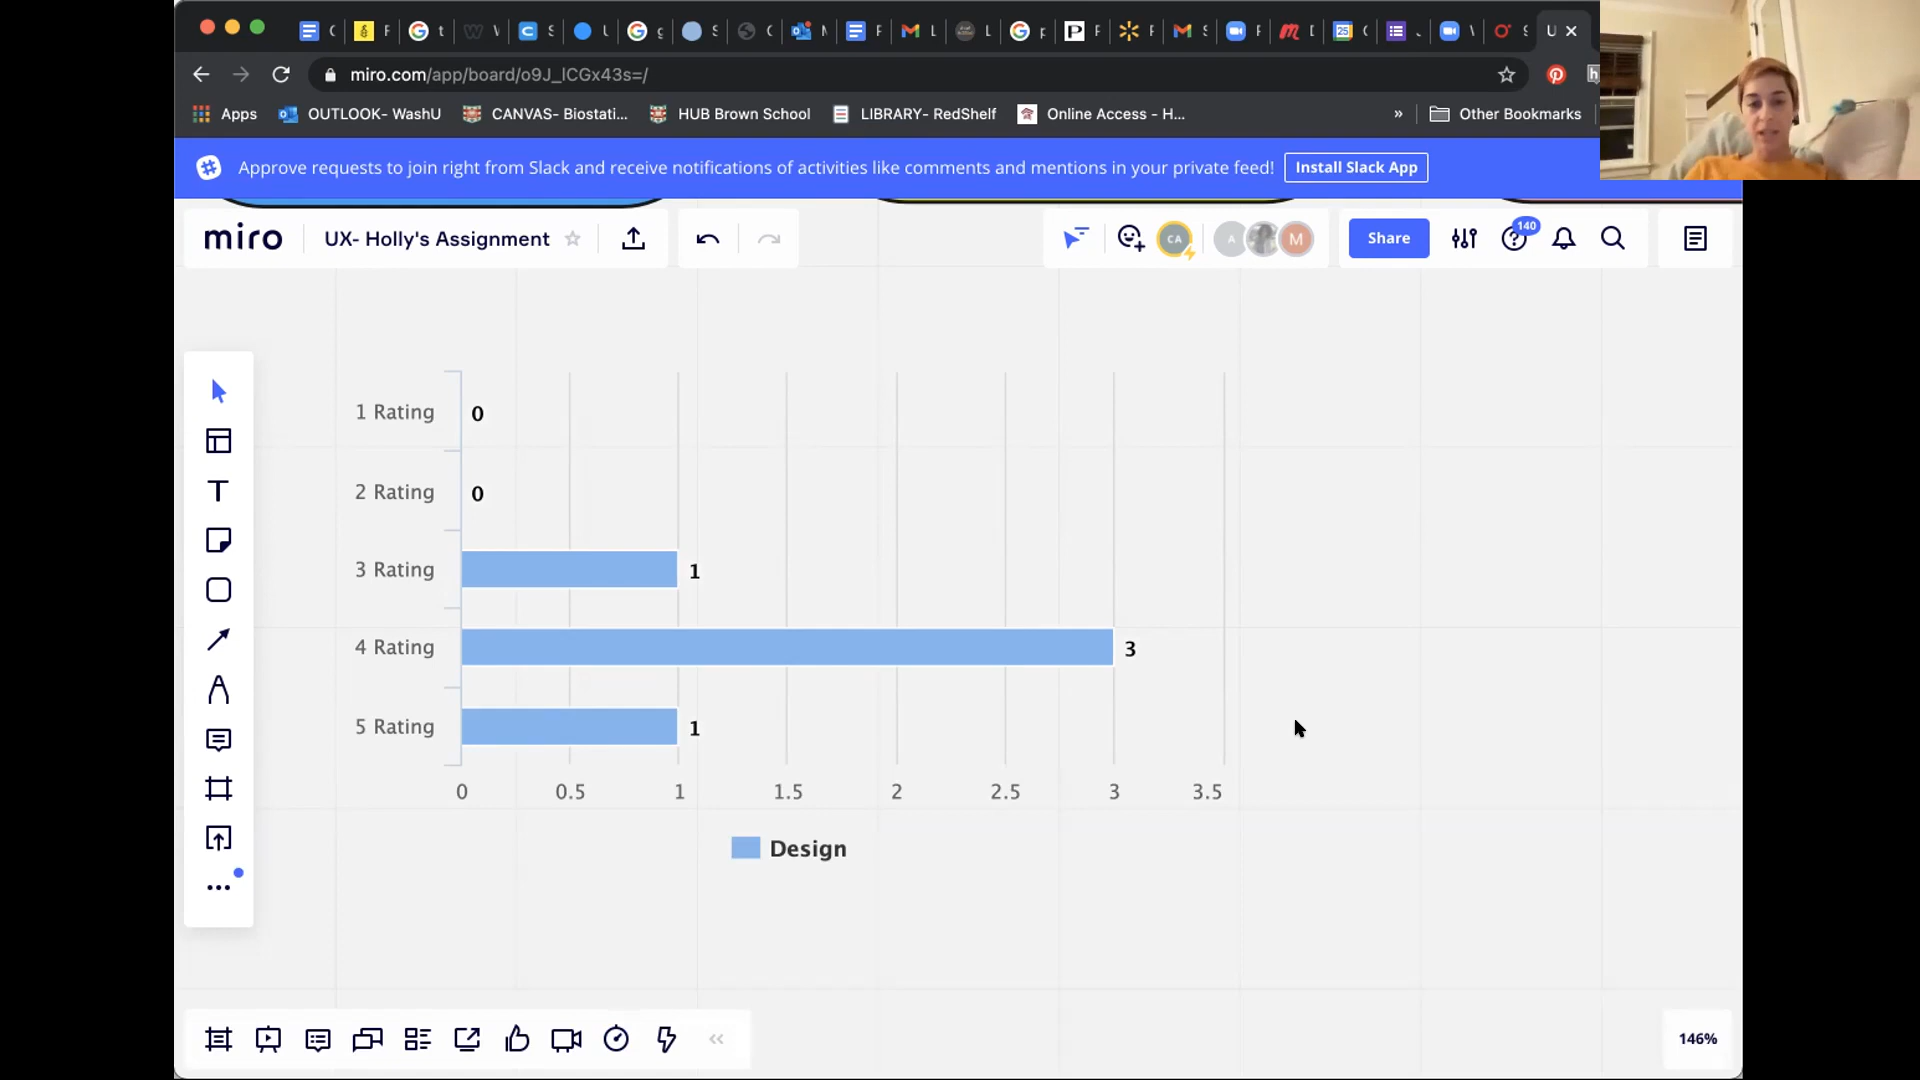 miro.com/app/board/o9J_lCGx43s=/
Apps OUTLOOK- WashU CANVAS- Biostati... HUB Brown School LIBRARY- RedShelf Online Access - H... » Other Bookmarks
Approve requests to join right from Slack and receive notifications of activities like comments and mentions in your private feed! Install Slack App
miro UX- Holly's Assignment CA A M Share 140
1 Rating 0
2 Rating 0
3 Rating 1
4 Rating 3
5 Rating 1
0 0.5 1 1.5 2 2.5 3 3.5
Design
146%